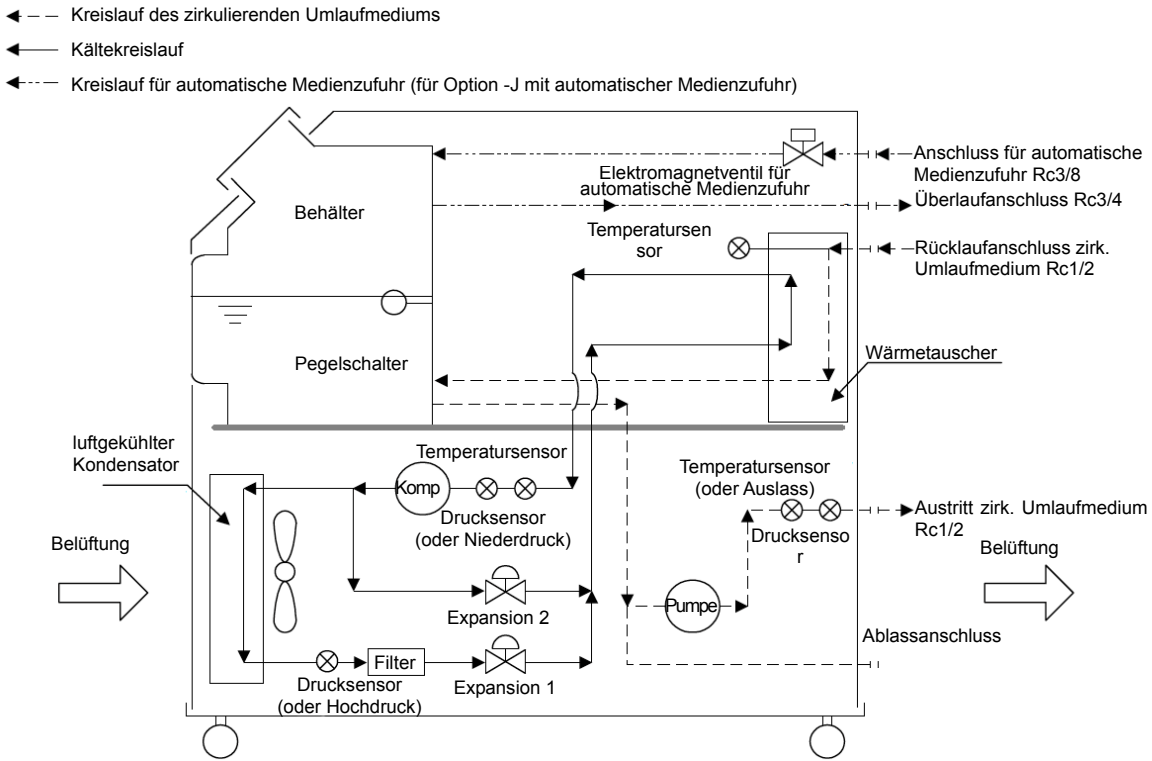 Kreislauf des zirkulierenden Umlaufmediums
Kältekreislauf
Kreislauf für automatische Medienzufuhr (für Option -J mit automatischer Medienzufuhr)
Anschluss für automatische
Medienzufuhr Rc3/8
Elektromagnetventil für
automatische Medienzufuhr
Überlaufanschluss Rc3/4
Behälter
Temperatursen
sor
Rücklaufanschluss zirk.
Umlaufmedium Rc1/2
Pegelschalter
Wärmetauscher
luftgekühlter
Kondensator
Temperatursensor
Komp
Drucksensor
(oder Niederdruck)
Temperatursensor
(oder Auslass)
Drucksenso
r
Austritt zirk. Umlaufmedium
Rc1/2
Belüftung
Belüftung
Expansion 2
Pumpe
Ablassanschluss
Filter
Drucksensor
(oder Hochdruck)
Expansion 1